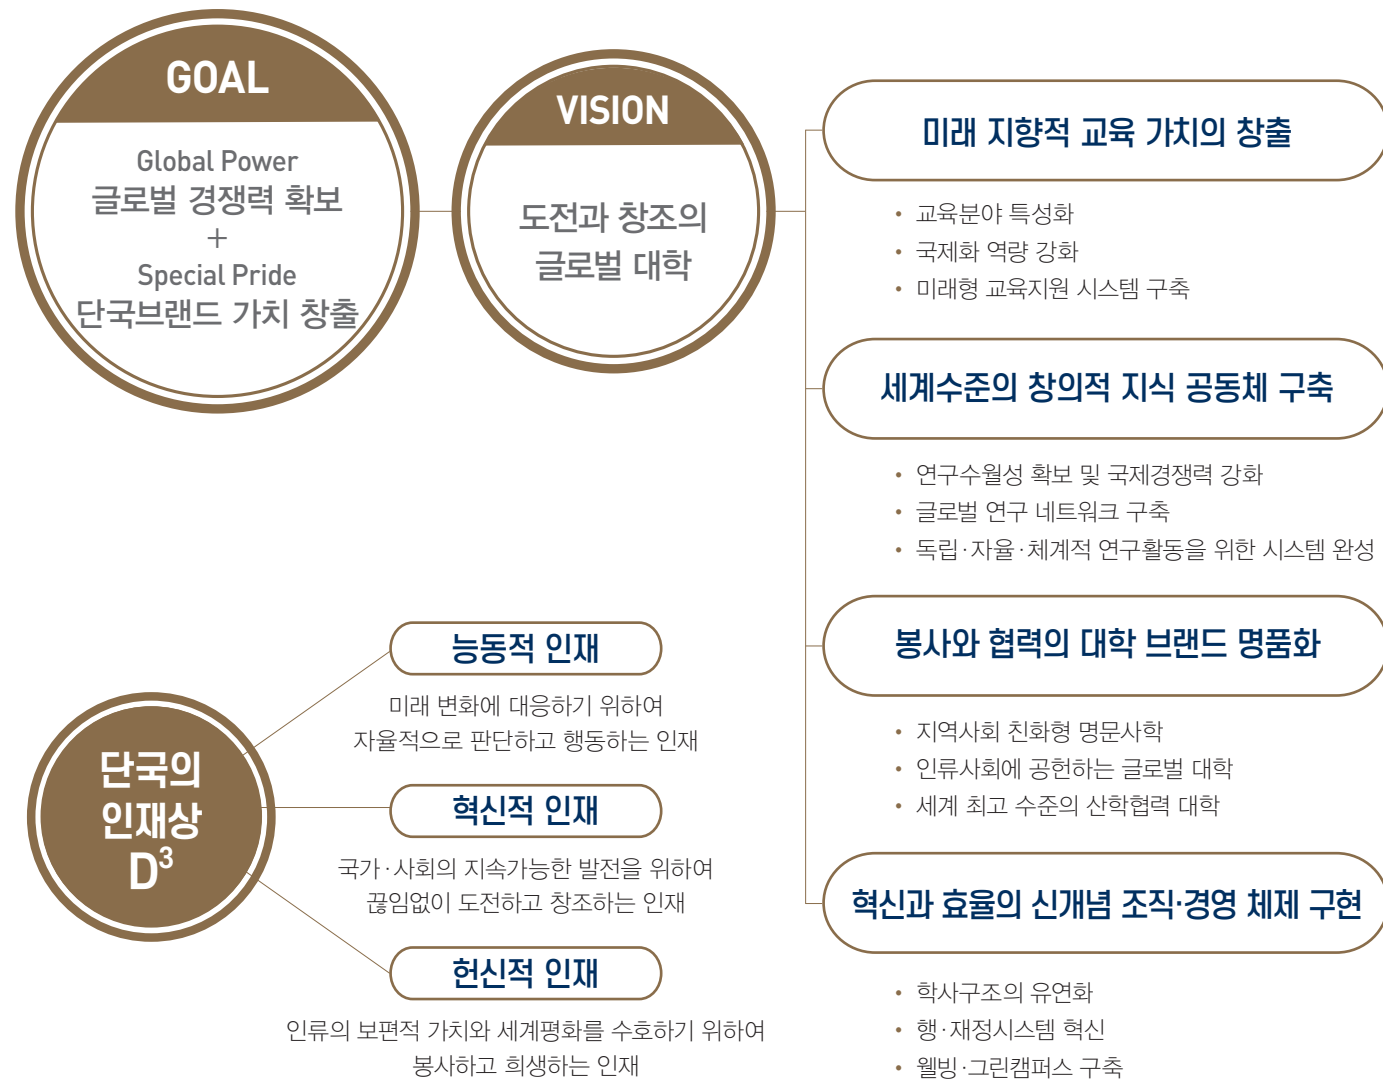 GOAL
Global Power
글로벌 경쟁력 확보
+
Special Pride
단국브랜드 가치 창출
VISION
도전과 창조의
글로벌 대학
미래 지향적 교육 가치의 창출
• 교육분야 특성화
• 국제화 역량 강화
• 미래형 교육지원 시스템 구축
세계수준의 창의적 지식 공동체 구축
• 연구수월성 확보 및 국제경쟁력 강화
• 글로벌 연구 네트워크 구축
• 독립·자율·체계적 연구활동을 위한 시스템 완성
봉사와 협력의 대학 브랜드 명품화
• 지역사회 친화형 명문사학
• 인류사회에 공헌하는 글로벌 대학
• 세계 최고 수준의 산학협력 대학
혁신과 효율의 신개념 조직·경영 체제 구현
• 학사구조의 유연화
• 행·재정시스템 혁신
• 웰빙·그린캠퍼스 구축
단국의
인재상
D³
능동적 인재
미래 변화에 대응하기 위하여
자율적으로 판단하고 행동하는 인재
혁신적 인재
국가·사회의 지속가능한 발전을 위하여
끊임없이 도전하고 창조하는 인재
헌신적 인재
인류의 보편적 가치와 세계평화를 수호하기 위하여
봉사하고 희생하는 인재